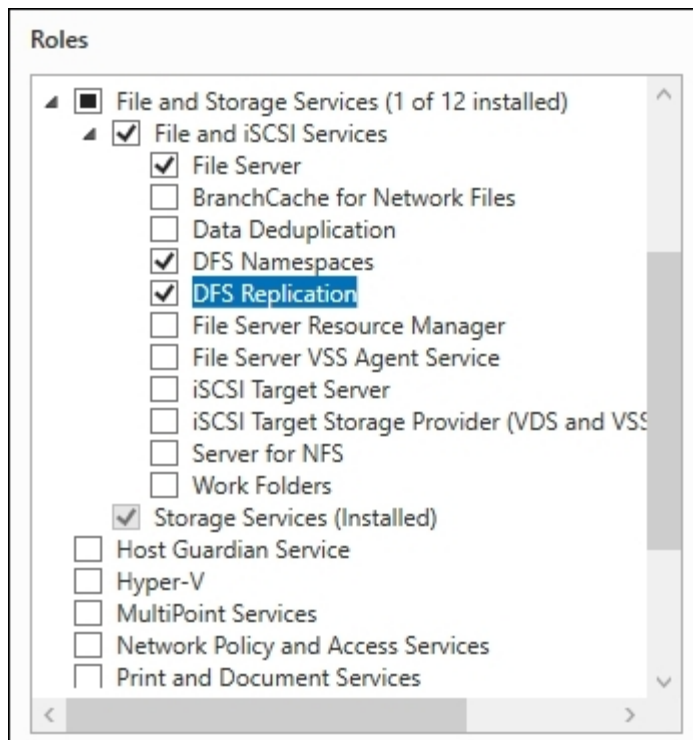 Roles
File and Storage Services (1 of 12 installed)
File and iSCSI Services
File Server
BranchCache for Network Files
Data Deduplication
DFS Namespaces
DFS Replication
File Server Resource Manager
File Server VSS Agent Service
iSCSI Target Server
iSCSI Target Storage Provider (VDS and VSS
Server for NFS
Work Folders
Storage Services (Installed)
Host Guardian Service
Hyper-V
MultiPoint Services
Network Policy and Access Services
Print and Document Services